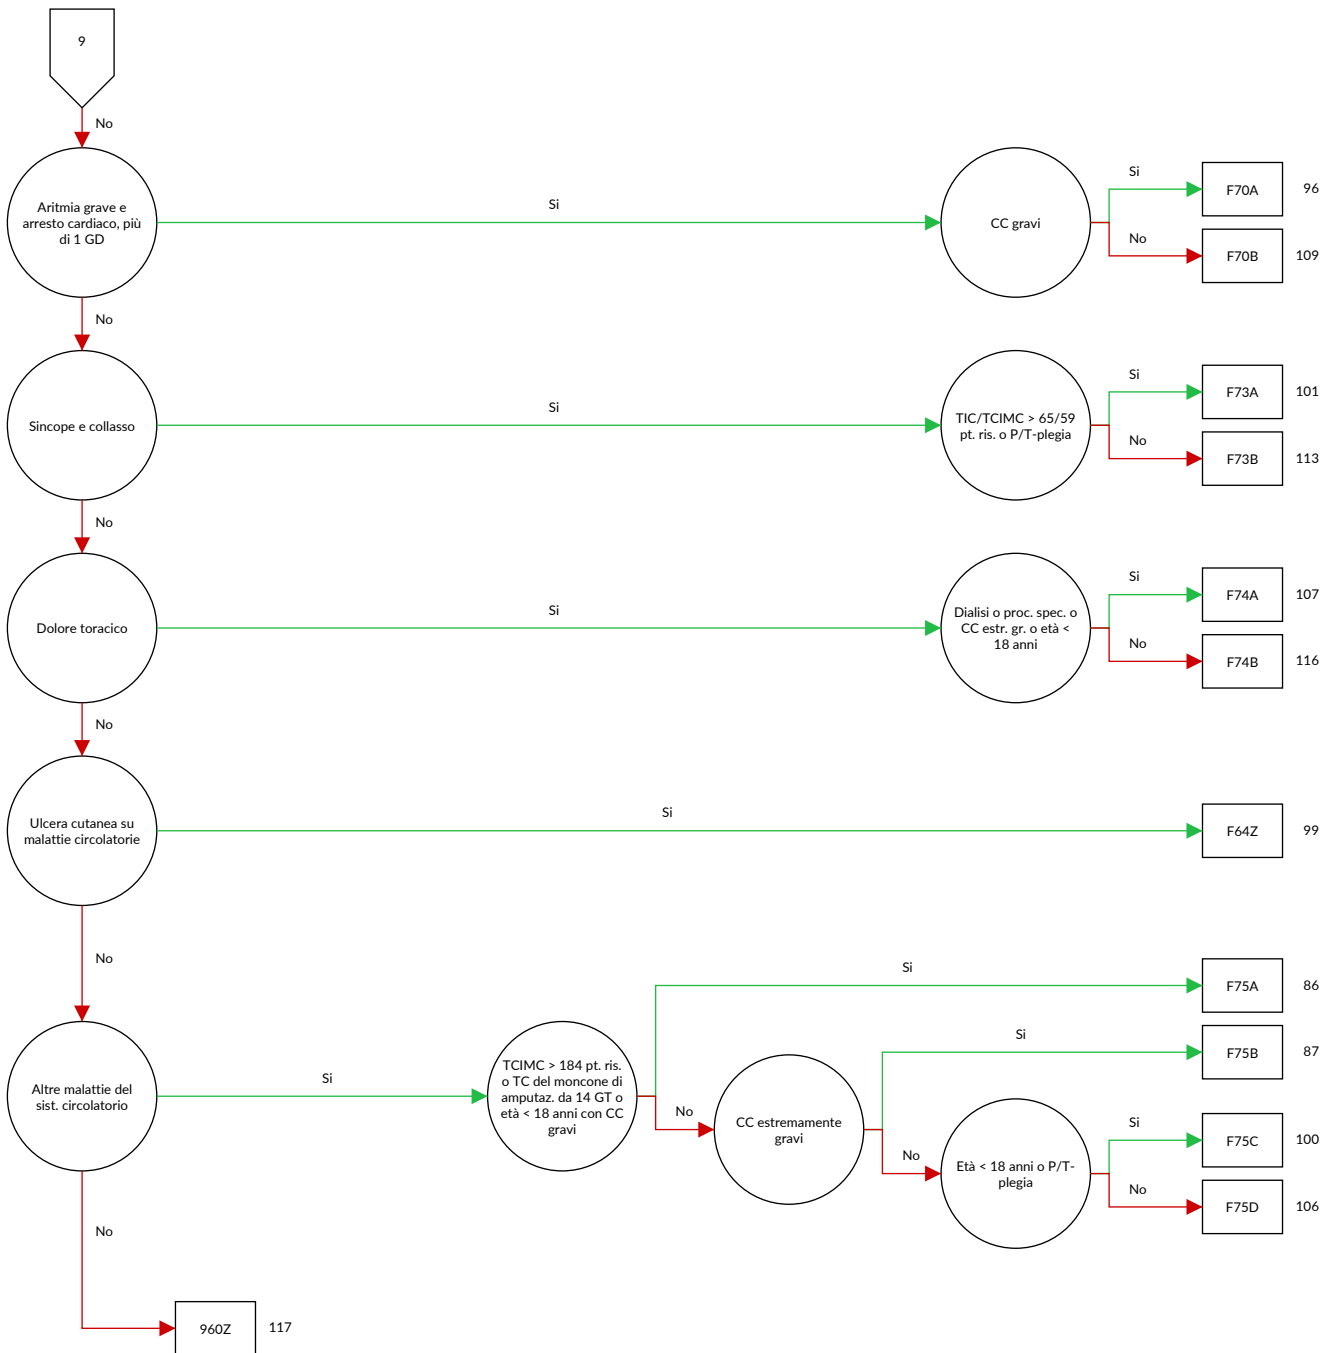 9
No
Aritmia grave e
arresto cardiaco, più
di 1 GD
Si
CC gravi
Si
F70A
96
No
F70B
109
No
Sincope e collasso
Si
TIC/TCIMC > 65/59
pt. ris. o P/T-plegia
Si
F73A
101
No
F73B
113
No
Dolore toracico
Si
Dialisi o proc. spec. o
CC estr. gr. o età <
18 anni
Si
F74A
107
No
F74B
116
No
Ulcera cutanea su
malattie circolatorie
Si
F64Z
99
No
Altre malattie del
sist. circolatorio
Si
TCIMC > 184 pt. ris.
o TC del moncone di
amputaz. da 14 GT o
età < 18 anni con CC
gravi
Si
F75A
86
No
CC estremamente
gravi
Si
F75B
87
No
Età < 18 anni o P/T-
plegia
Si
F75C
100
No
F75D
106
No
960Z
117